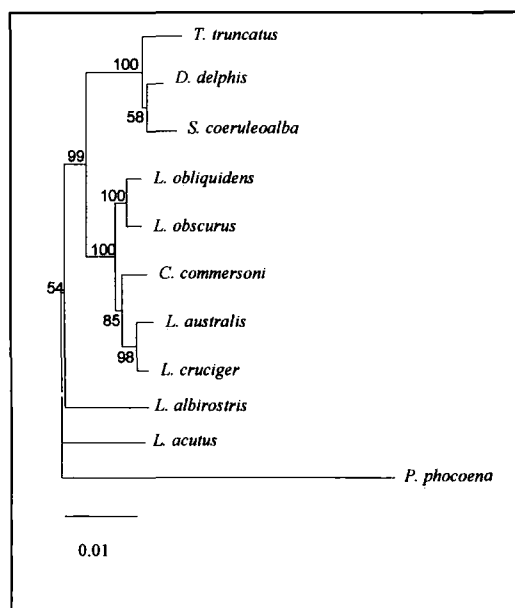 T. truncatus
100
D. delphis
58
S. coeruleoalba
99
L. obliquidens
100
L. obscurus
100
C. commersoni
54
L. australis
85
98
L. cruciger
L. albirostris
L. acutus
P. phocoena
0.01